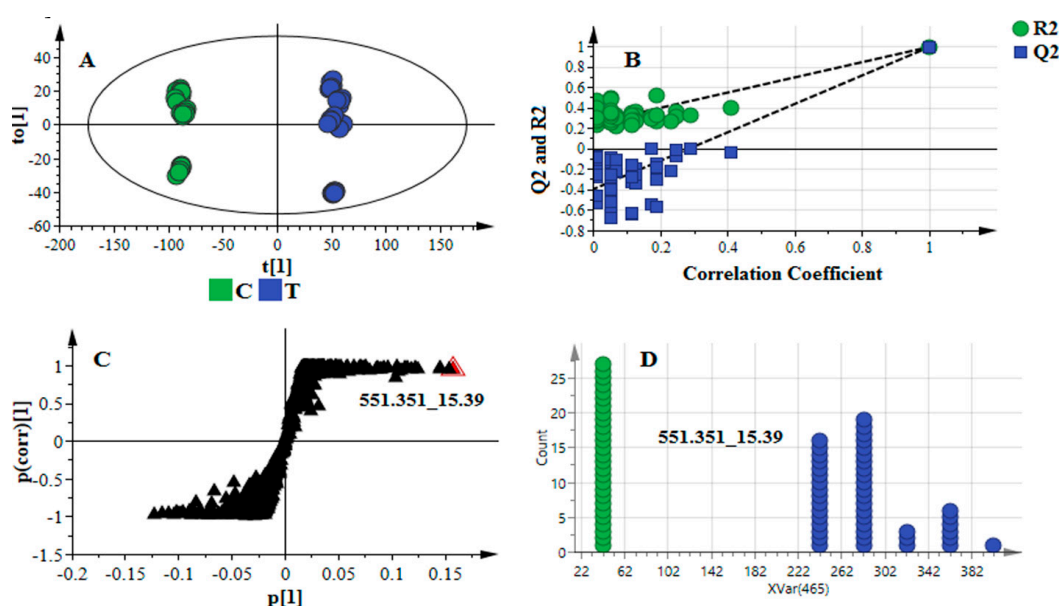 A
to[1]
40
20
0
-20
-40
-60
-200 -150 -100 -50 0 50 100 150
t[1]
C T
B
R2
Q2
Q2 and R2
1
0.8
0.6
0.4
0.2
0
-0.2
-0.4
-0.6
-0.8
0 0.2 0.4 0.6 0.8 1
Correlation Coefficient
C
p(corr)[1]
1
0.5
0
-0.5
-1
-1.5
551.351_15.39
-0.2 -0.15 -0.1 -0.05 0 0.05 0.1 0.15
p[1]
D
Count
25
20
15
10
5
0
551.351_15.39
22 62 102 142 182 222 262 302 342 382
XVar(465)